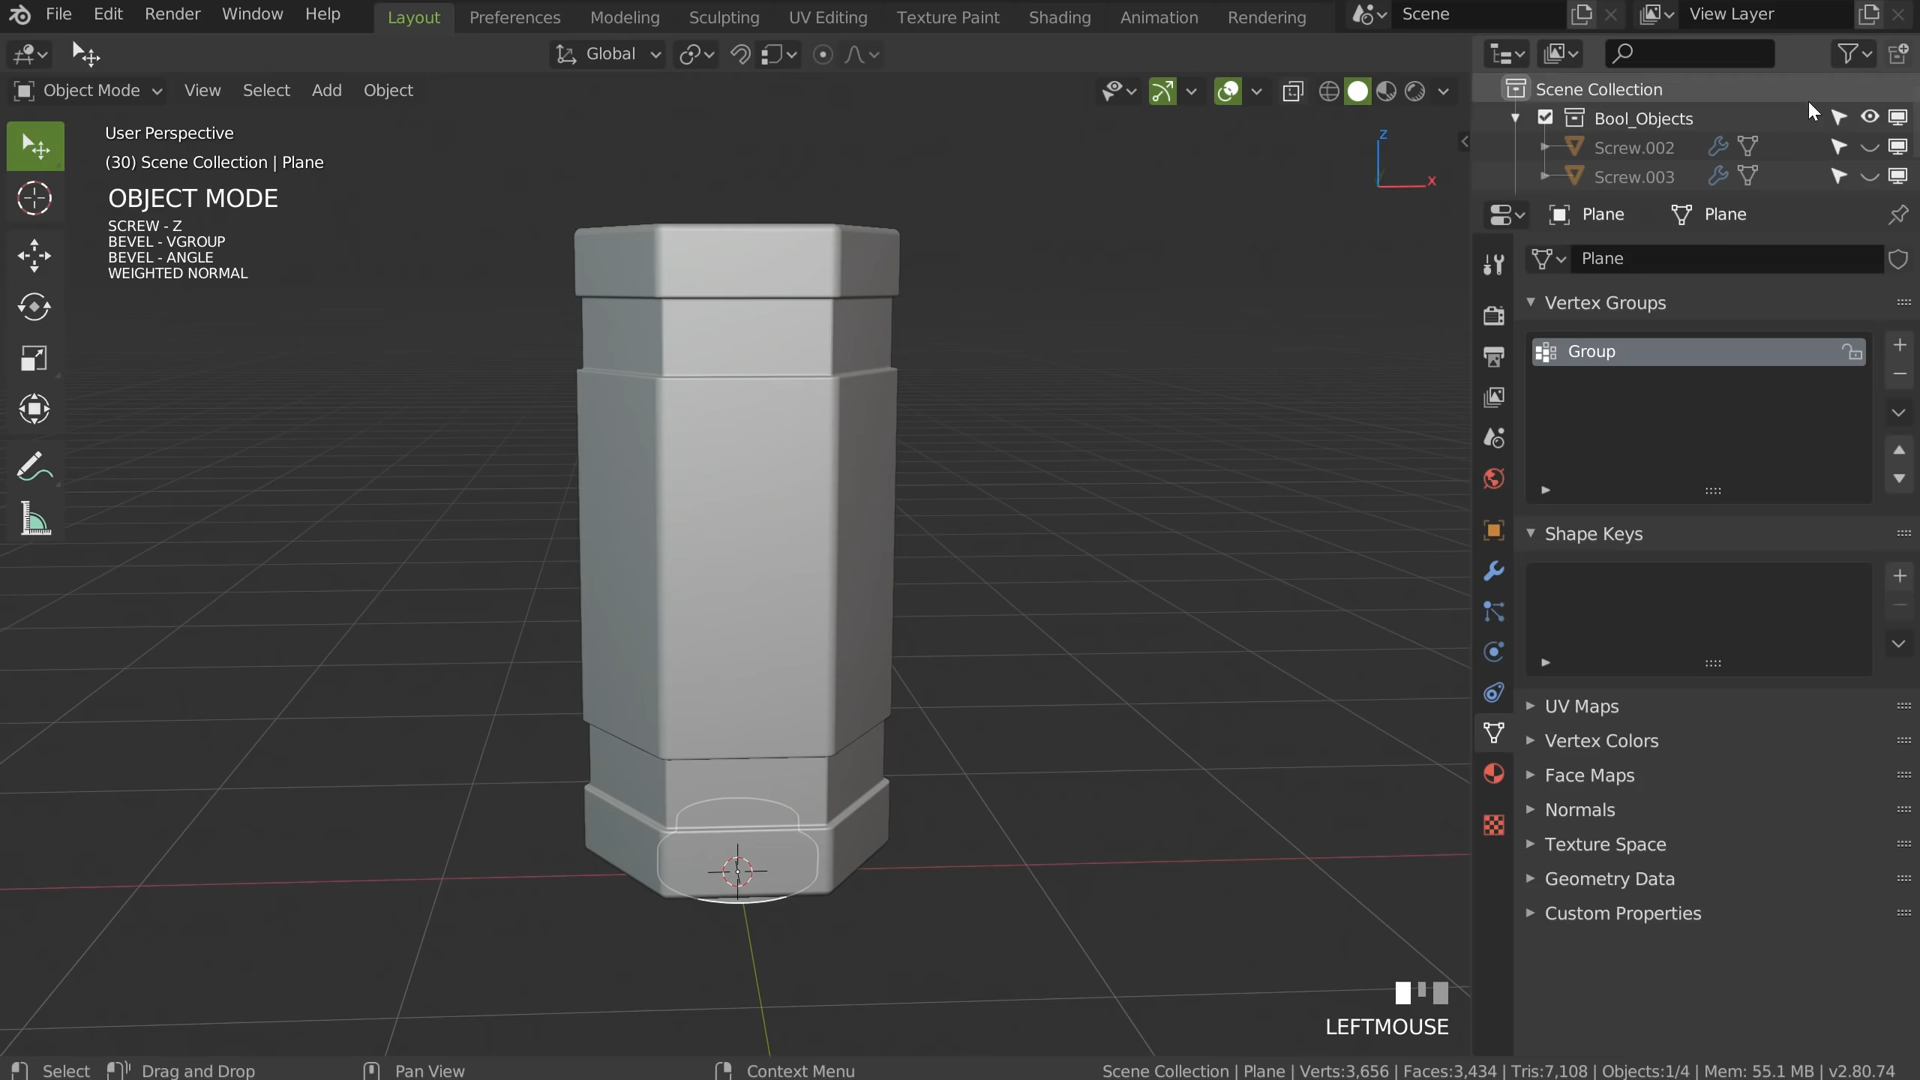 File Edit Render Window Help Layout Preferences Modeling Sculpting UV Editing Texture Paint Shading Animation Rendering Scene View Layer
Global
Object Mode View Select Add Object
Scene Collection
Bool_Objects
Screw.002
Screw.003
User Perspective
(30) Scene Collection | Plane
OBJECT MODE
SCREW - Z
BEVEL - VGROUP
BEVEL - ANGLE
WEIGHTED NORMAL
Z
X
Plane Plane
Plane
Vertex Groups
Group
Shape Keys
UV Maps
Vertex Colors
Face Maps
Normals
Texture Space
Geometry Data
Custom Properties
LEFTMOUSE
Select Drag and Drop Pan View Context Menu Scene Collection | Plane | Verts:3,656 | Faces:3,434 | Tris:7,108 | Objects:1/4 | Mem: 55.1 MB | v2.80.74